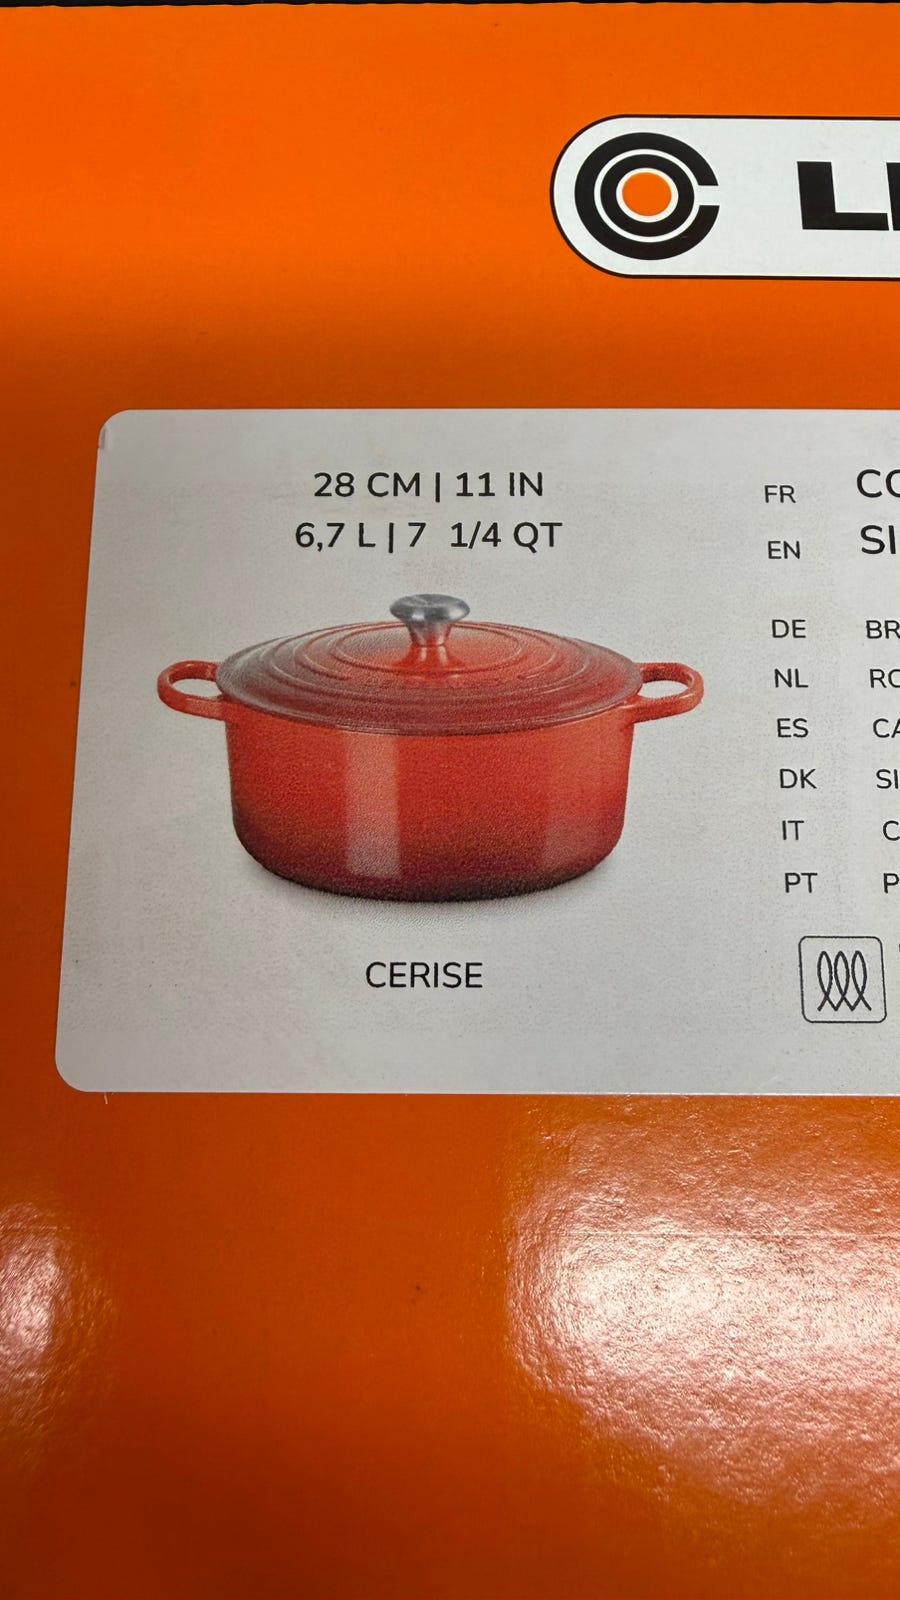 28 CM | 11 IN
6,7 L | 7 1/4 QT
CERISE
FR
EN
DE
NL
ES
DK
IT
PT